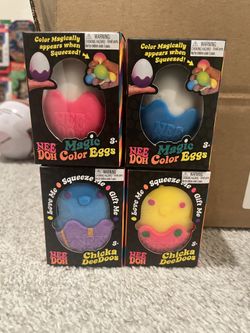 Color Magically
appears when
Squeezed!
NEE
DOH
Magic
Color Eggs
3+
Color Magically
appears when
Squeezed!
NEE
DOH
Magic
Color Eggs
3+
Love Me • Squeeze Me • Gift Me
NEE
DOH
Chicka
DeeDoos
3+
Love Me • Squeeze Me • Gift Me
NEE
DOH
Chicka
DeeDoos
3+